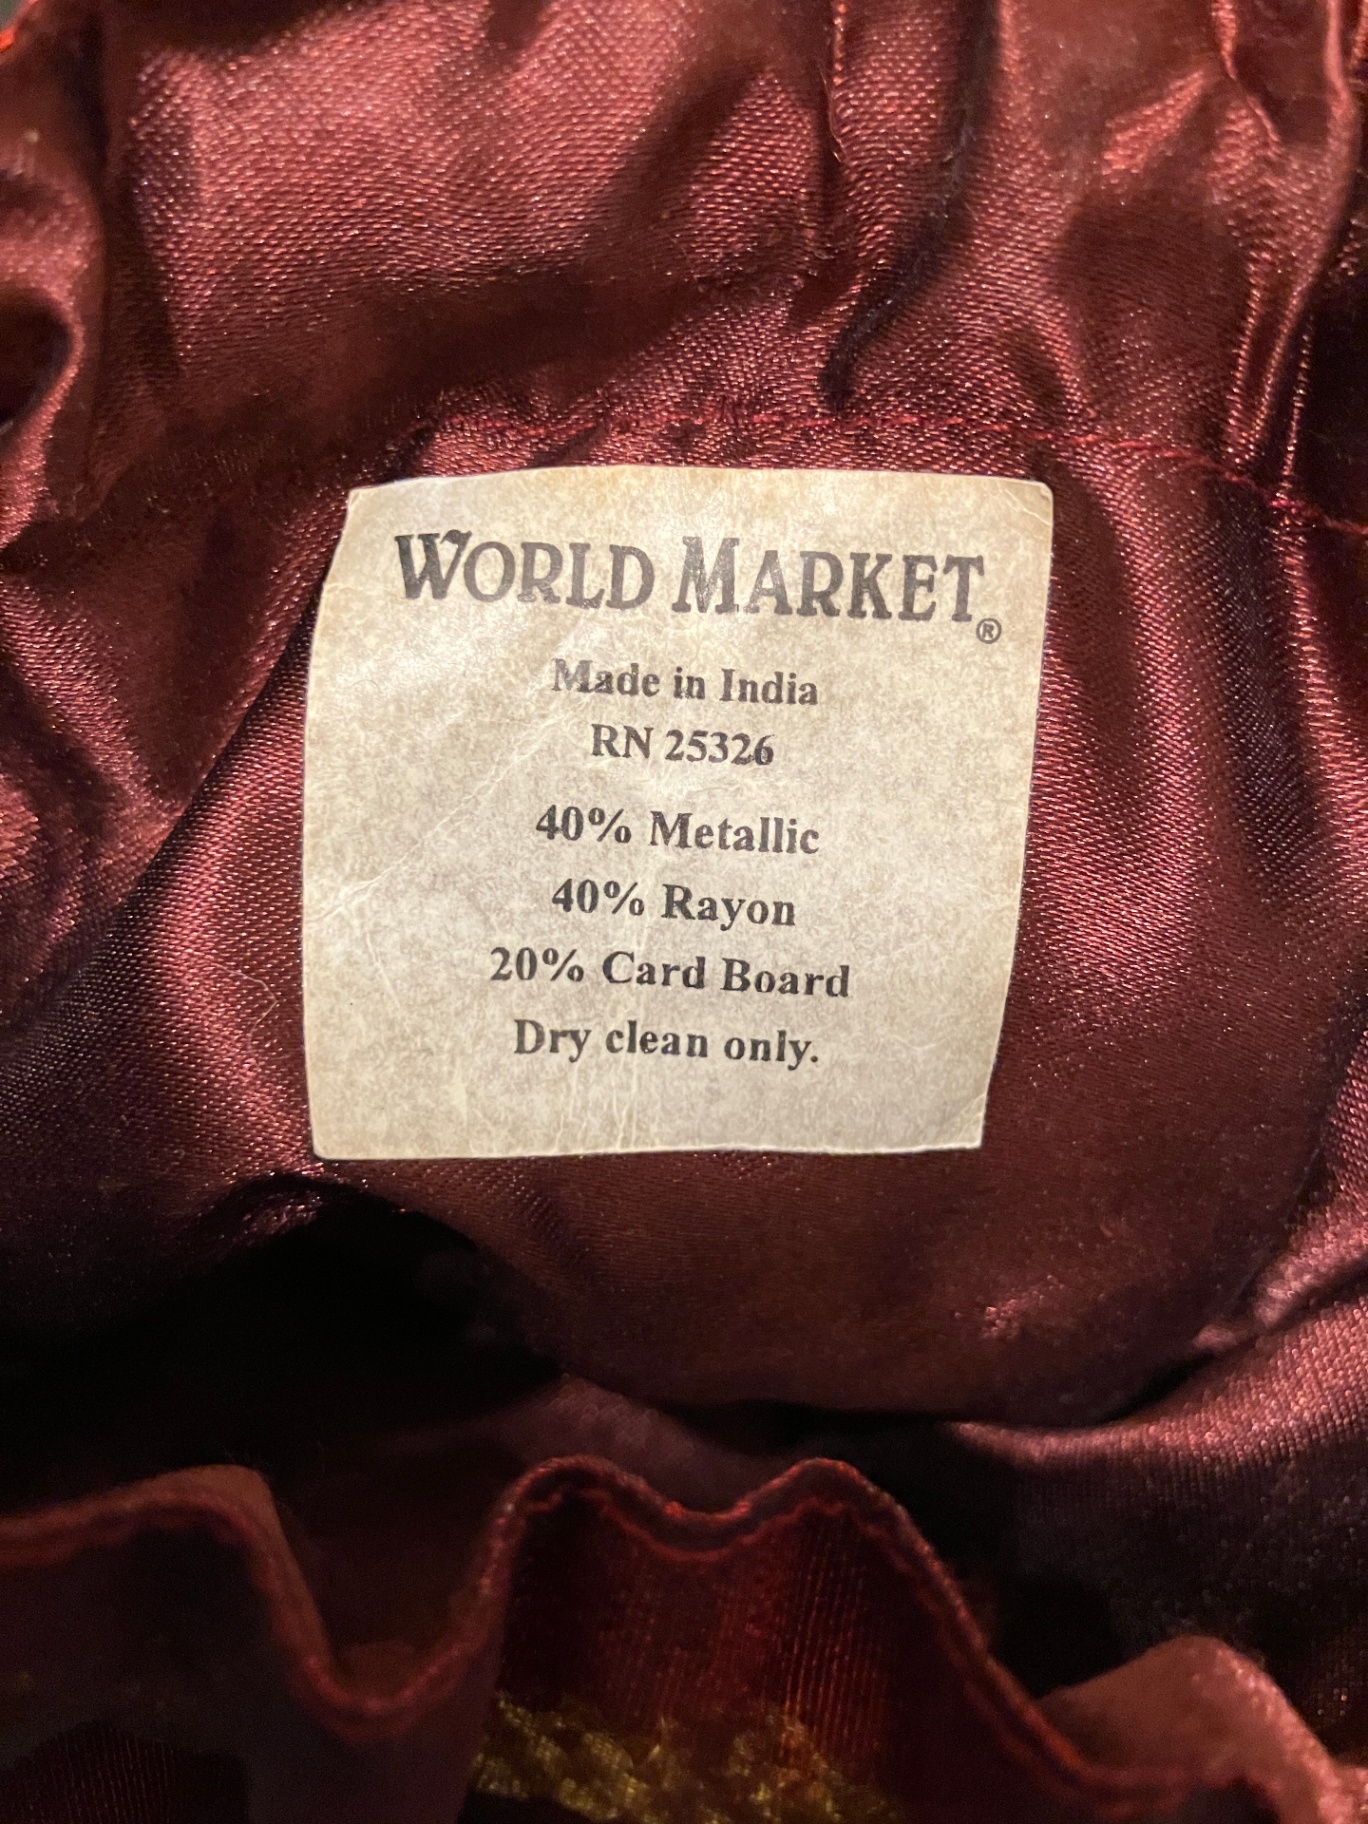 WORLD MARKET®
Made in India
RN 25326
40% Metallic
40% Rayon
20% Card Board
Dry clean only.